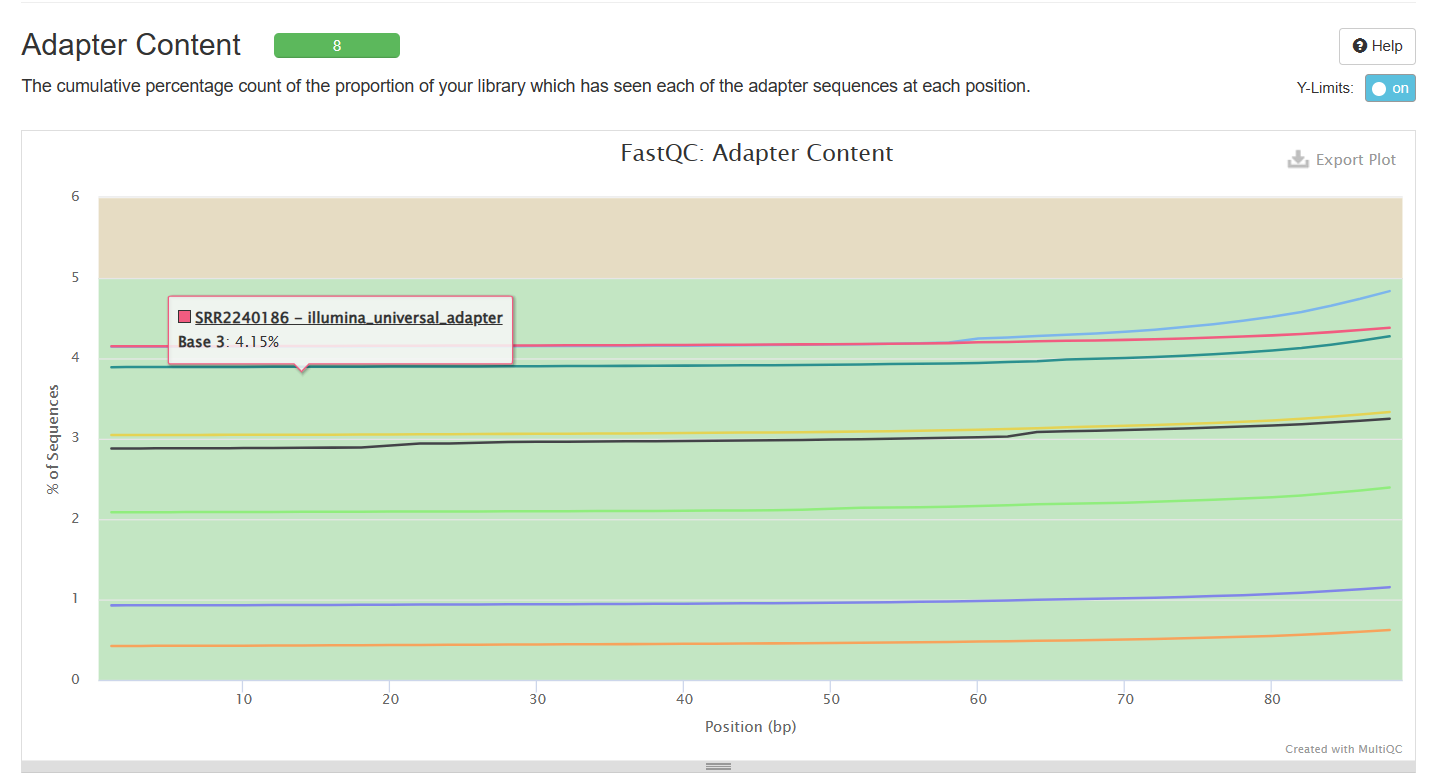 Adapter Content 8
Help
The cumulative percentage count of the proportion of your library which has seen each of the adapter sequences at each position.
Y-Limits: on
FastQC: Adapter Content
Export Plot
6
5
4
3
2
1
0
% of Sequences
SRR2240186 – illumina_universal_adapter
Base 3: 4.15%
10 20 30 40 50 60 70 80
Position (bp)
Created with MultiQC